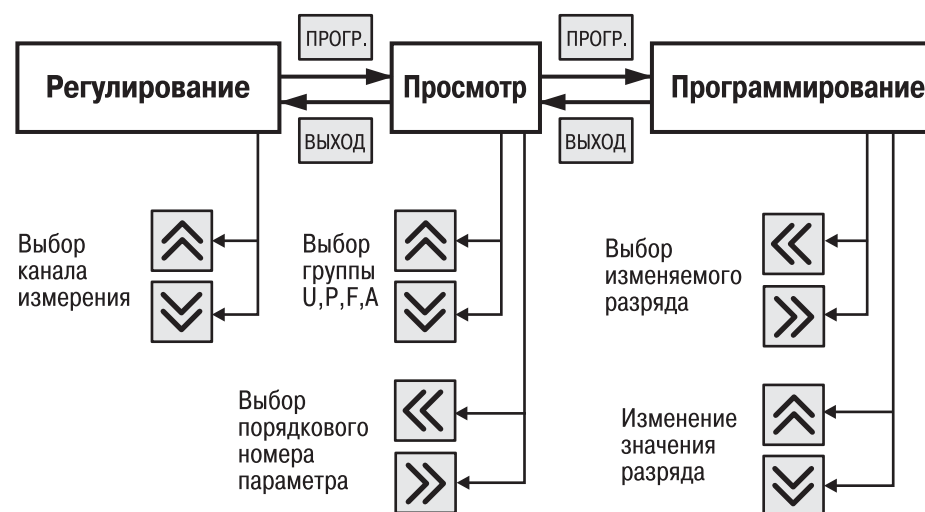 ПРОГР.
ПРОГР.
Регулирование
Просмотр
Программирование
ВЫХОД
ВЫХОД
Выбор
канала
измерения
Выбор
группы
U,P,F,A
Выбор
изменяемого
разряда
Выбор
порядкового
номера
параметра
Изменение
значения
разряда